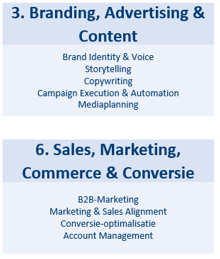 3. Branding, Advertising &
Content
Brand Identity & Voice
Storytelling
Copywriting
Campaign Execution & Automation
Mediaplanning
6. Sales, Marketing,
Commerce & Conversie
B2B-Marketing
Marketing & Sales Alignment
Conversie-optimalisatie
Account Management